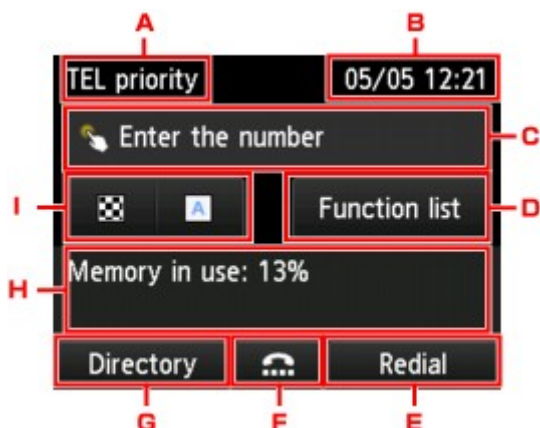 A
B
TEL priority
05/05 12:21
Enter the number
C
I
A
Function list
D
Memory in use: 13%
H
Directory
Redial
G
F
E